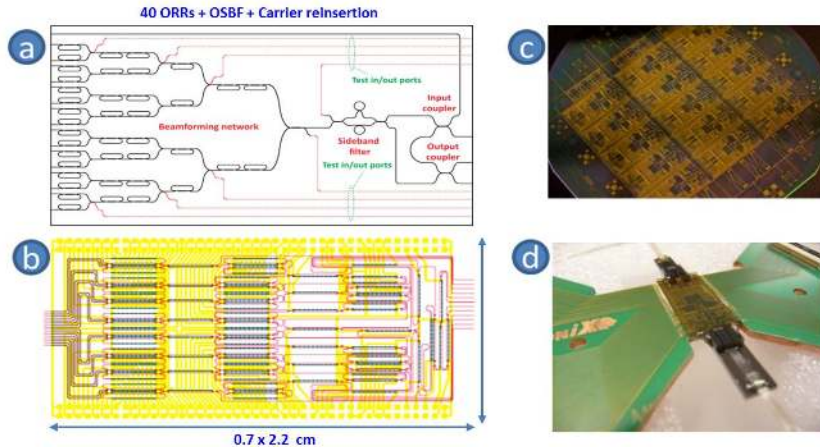 40 ORRs + OSBF + Carrier reinsertion
a
Test in/out ports
Input
coupler
Beamforming network
Sideband
filter
Output
coupler
Test in/out ports
b
0.7 x 2.2 cm
c
d